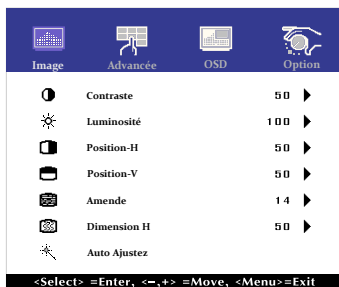 Image Advancée OSD Option
Contraste 50
Luminosité 100
Position-H 50
Position-V 50
Amende 14
Dimension H 50
Auto Ajustez
<Select> =Enter, <−,+> =Move, <Menu>=Exit